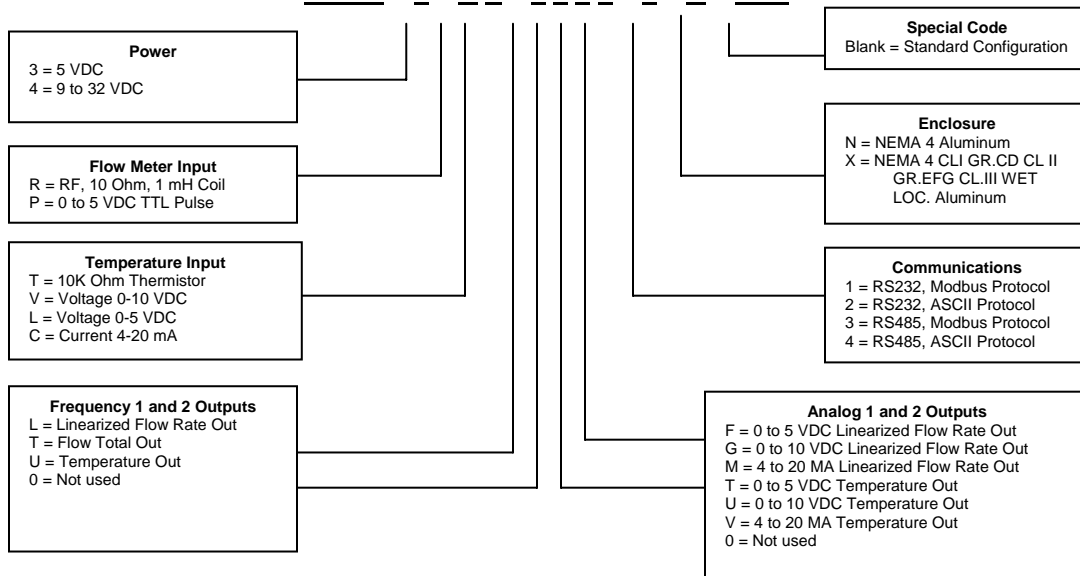 Power
3 = 5 VDC
4 = 9 to 32 VDC
Flow Meter Input
R = RF, 10 Ohm, 1 mH Coil
P = 0 to 5 VDC TTL Pulse
Temperature Input
T = 10K Ohm Thermistor
V = Voltage 0-10 VDC
L = Voltage 0-5 VDC
C = Current 4-20 mA
Frequency 1 and 2 Outputs
L = Linearized Flow Rate Out
T = Flow Total Out
U = Temperature Out
0 = Not used
Special Code
Blank = Standard Configuration
Enclosure
N = NEMA 4 Aluminum
X = NEMA 4 CLI GR.CD CL II
GR.EFG CL.III WET
LOC. Aluminum
Communications
1 = RS232, Modbus Protocol
2 = RS232, ASCII Protocol
3 = RS485, Modbus Protocol
4 = RS485, ASCII Protocol
Analog 1 and 2 Outputs
F = 0 to 5 VDC Linearized Flow Rate Out
G = 0 to 10 VDC Linearized Flow Rate Out
M = 4 to 20 MA Linearized Flow Rate Out
T = 0 to 5 VDC Temperature Out
U = 0 to 10 VDC Temperature Out
V = 4 to 20 MA Temperature Out
0 = Not used